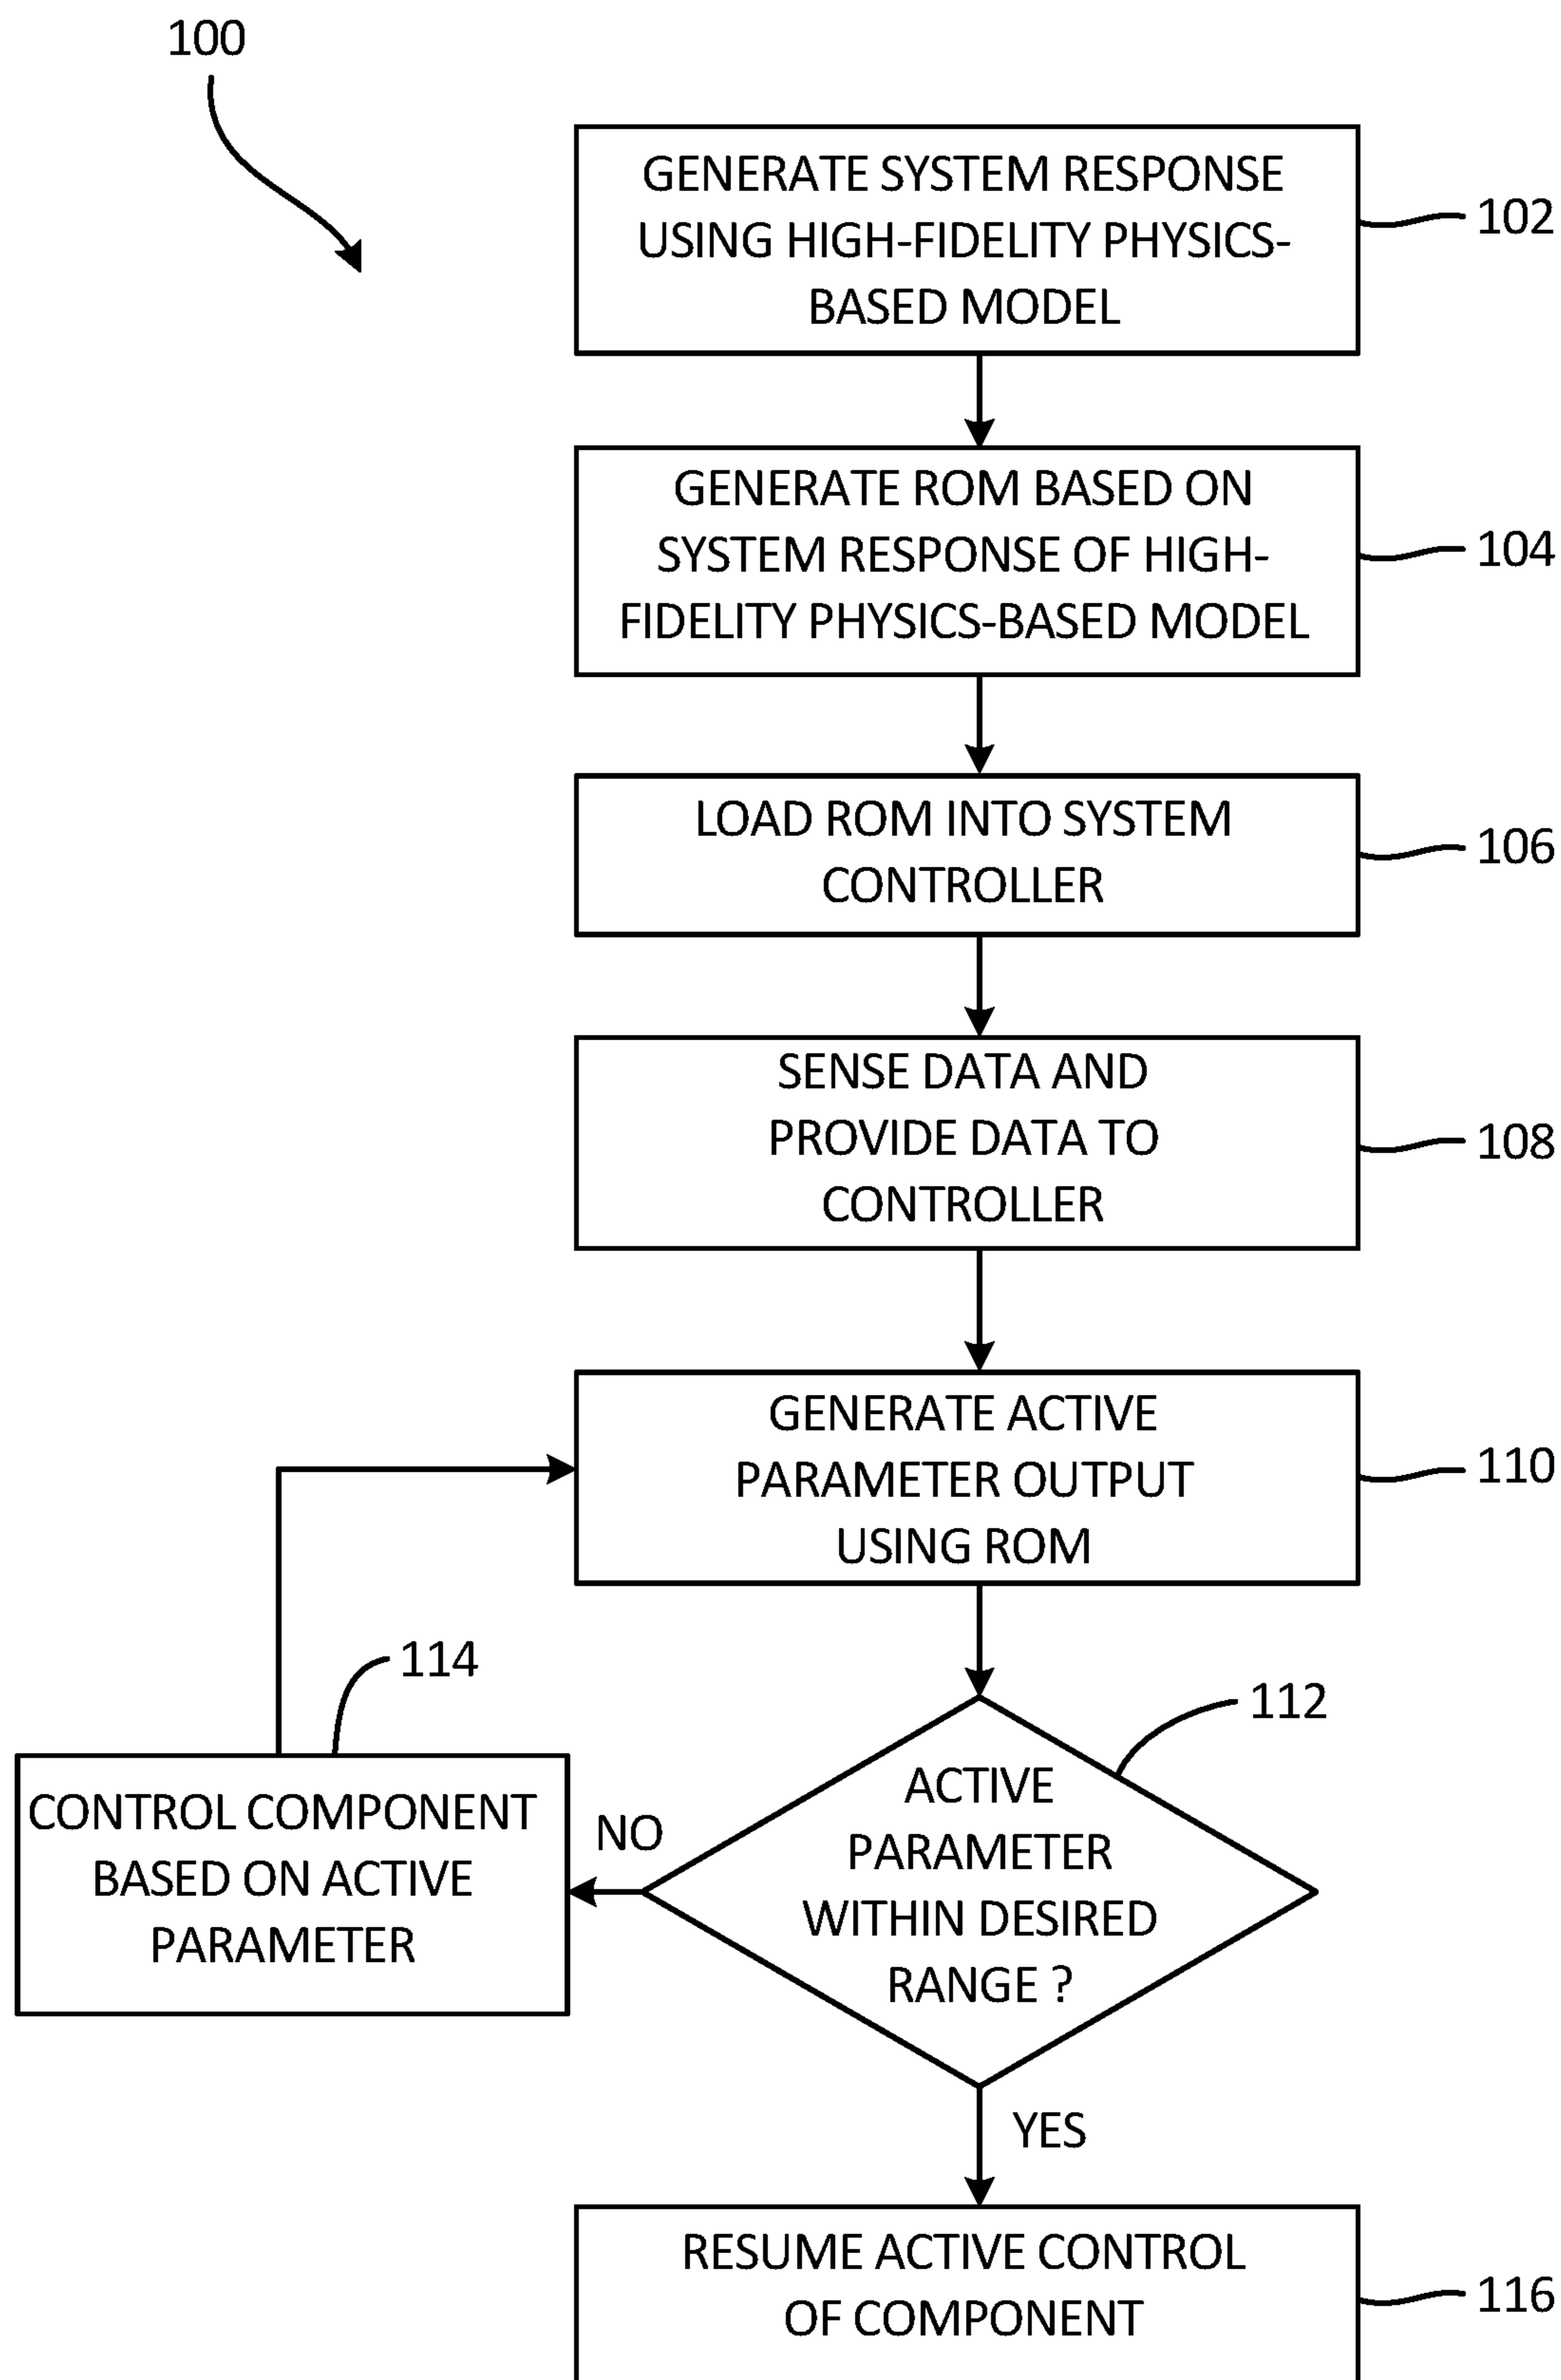 100
GENERATE SYSTEM RESPONSE
USING HIGH-FIDELITY PHYSICS-
BASED MODEL
102
GENERATE ROM BASED ON
SYSTEM RESPONSE OF HIGH-
FIDELITY PHYSICS-BASED MODEL
104
LOAD ROM INTO SYSTEM
CONTROLLER
106
SENSE DATA AND
PROVIDE DATA TO
CONTROLLER
108
GENERATE ACTIVE
PARAMETER OUTPUT
USING ROM
110
114
CONTROL COMPONENT
BASED ON ACTIVE
PARAMETER
NO
112
ACTIVE
PARAMETER
WITHIN DESIRED
RANGE ?
YES
RESUME ACTIVE CONTROL
OF COMPONENT
116